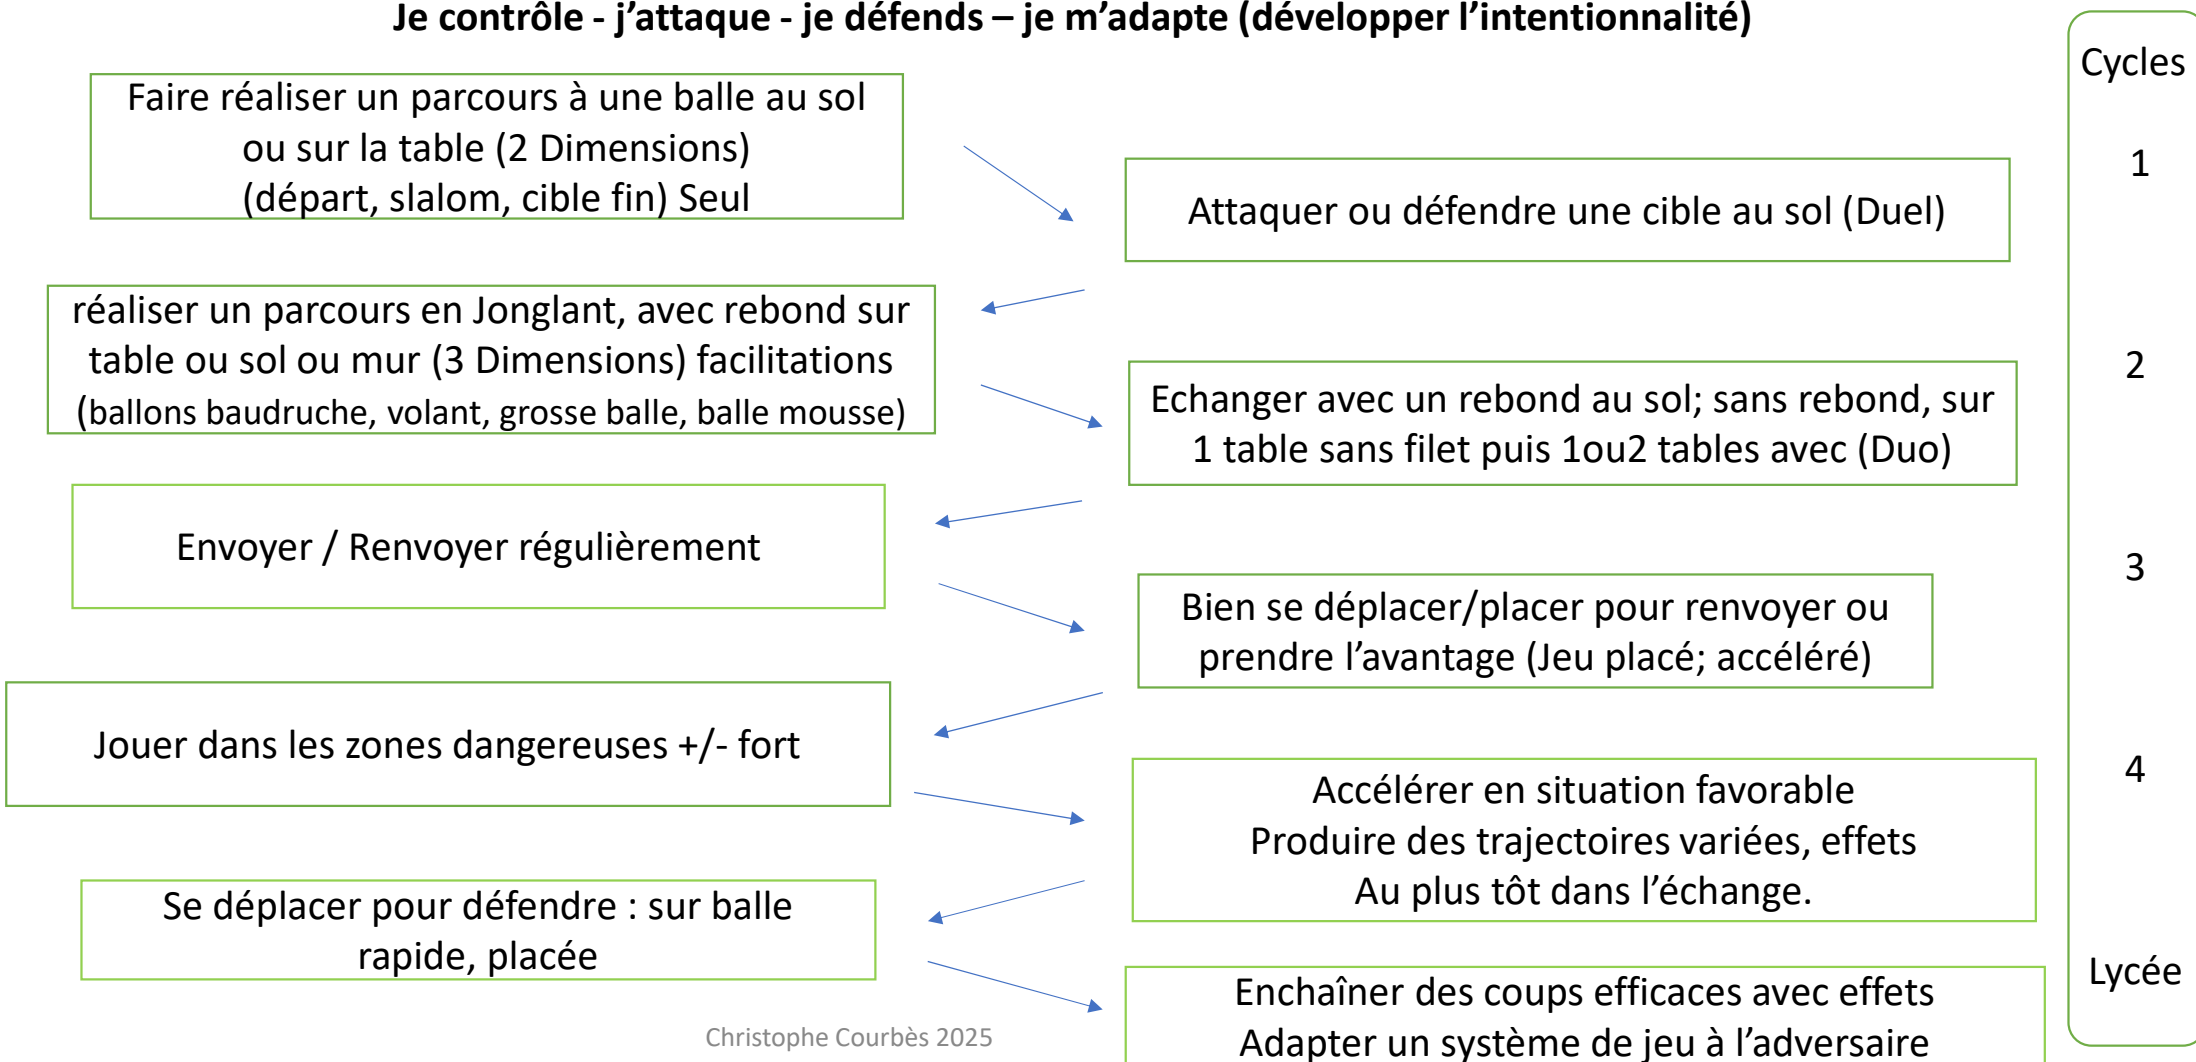 Je contrôle - j'attaque - je défends – je m'adapte (développer l'intentionnalité)
Faire réaliser un parcours à une balle au sol
ou sur la table (2 Dimensions)
(départ, slalom, cible fin) Seul
Attaquer ou défendre une cible au sol (Duel)
réaliser un parcours en Jonglant, avec rebond sur
table ou sol ou mur (3 Dimensions) facilitations
(ballons baudruche, volant, grosse balle, balle mousse)
Echanger avec un rebond au sol; sans rebond, sur
1 table sans filet puis 1ou2 tables avec (Duo)
Envoyer / Renvoyer régulièrement
Bien se déplacer/placer pour renvoyer ou
prendre l'avantage (Jeu placé; accéléré)
Jouer dans les zones dangereuses +/- fort
Accélérer en situation favorable
Produire des trajectoires variées, effets
Au plus tôt dans l'échange.
Se déplacer pour défendre : sur balle
rapide, placée
Enchaîner des coups efficaces avec effets
Adapter un système de jeu à l'adversaire
Christophe Courbès 2025
Cycles
1
2
3
4
Lycée